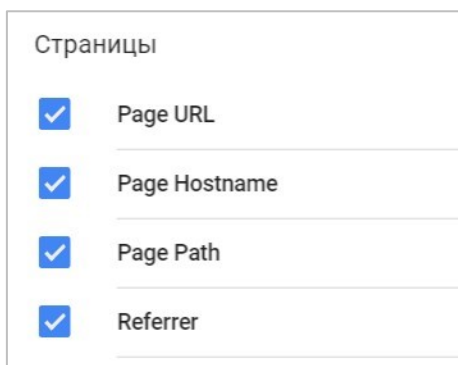 Страницы
Page URL
Page Hostname
Page Path
Referrer